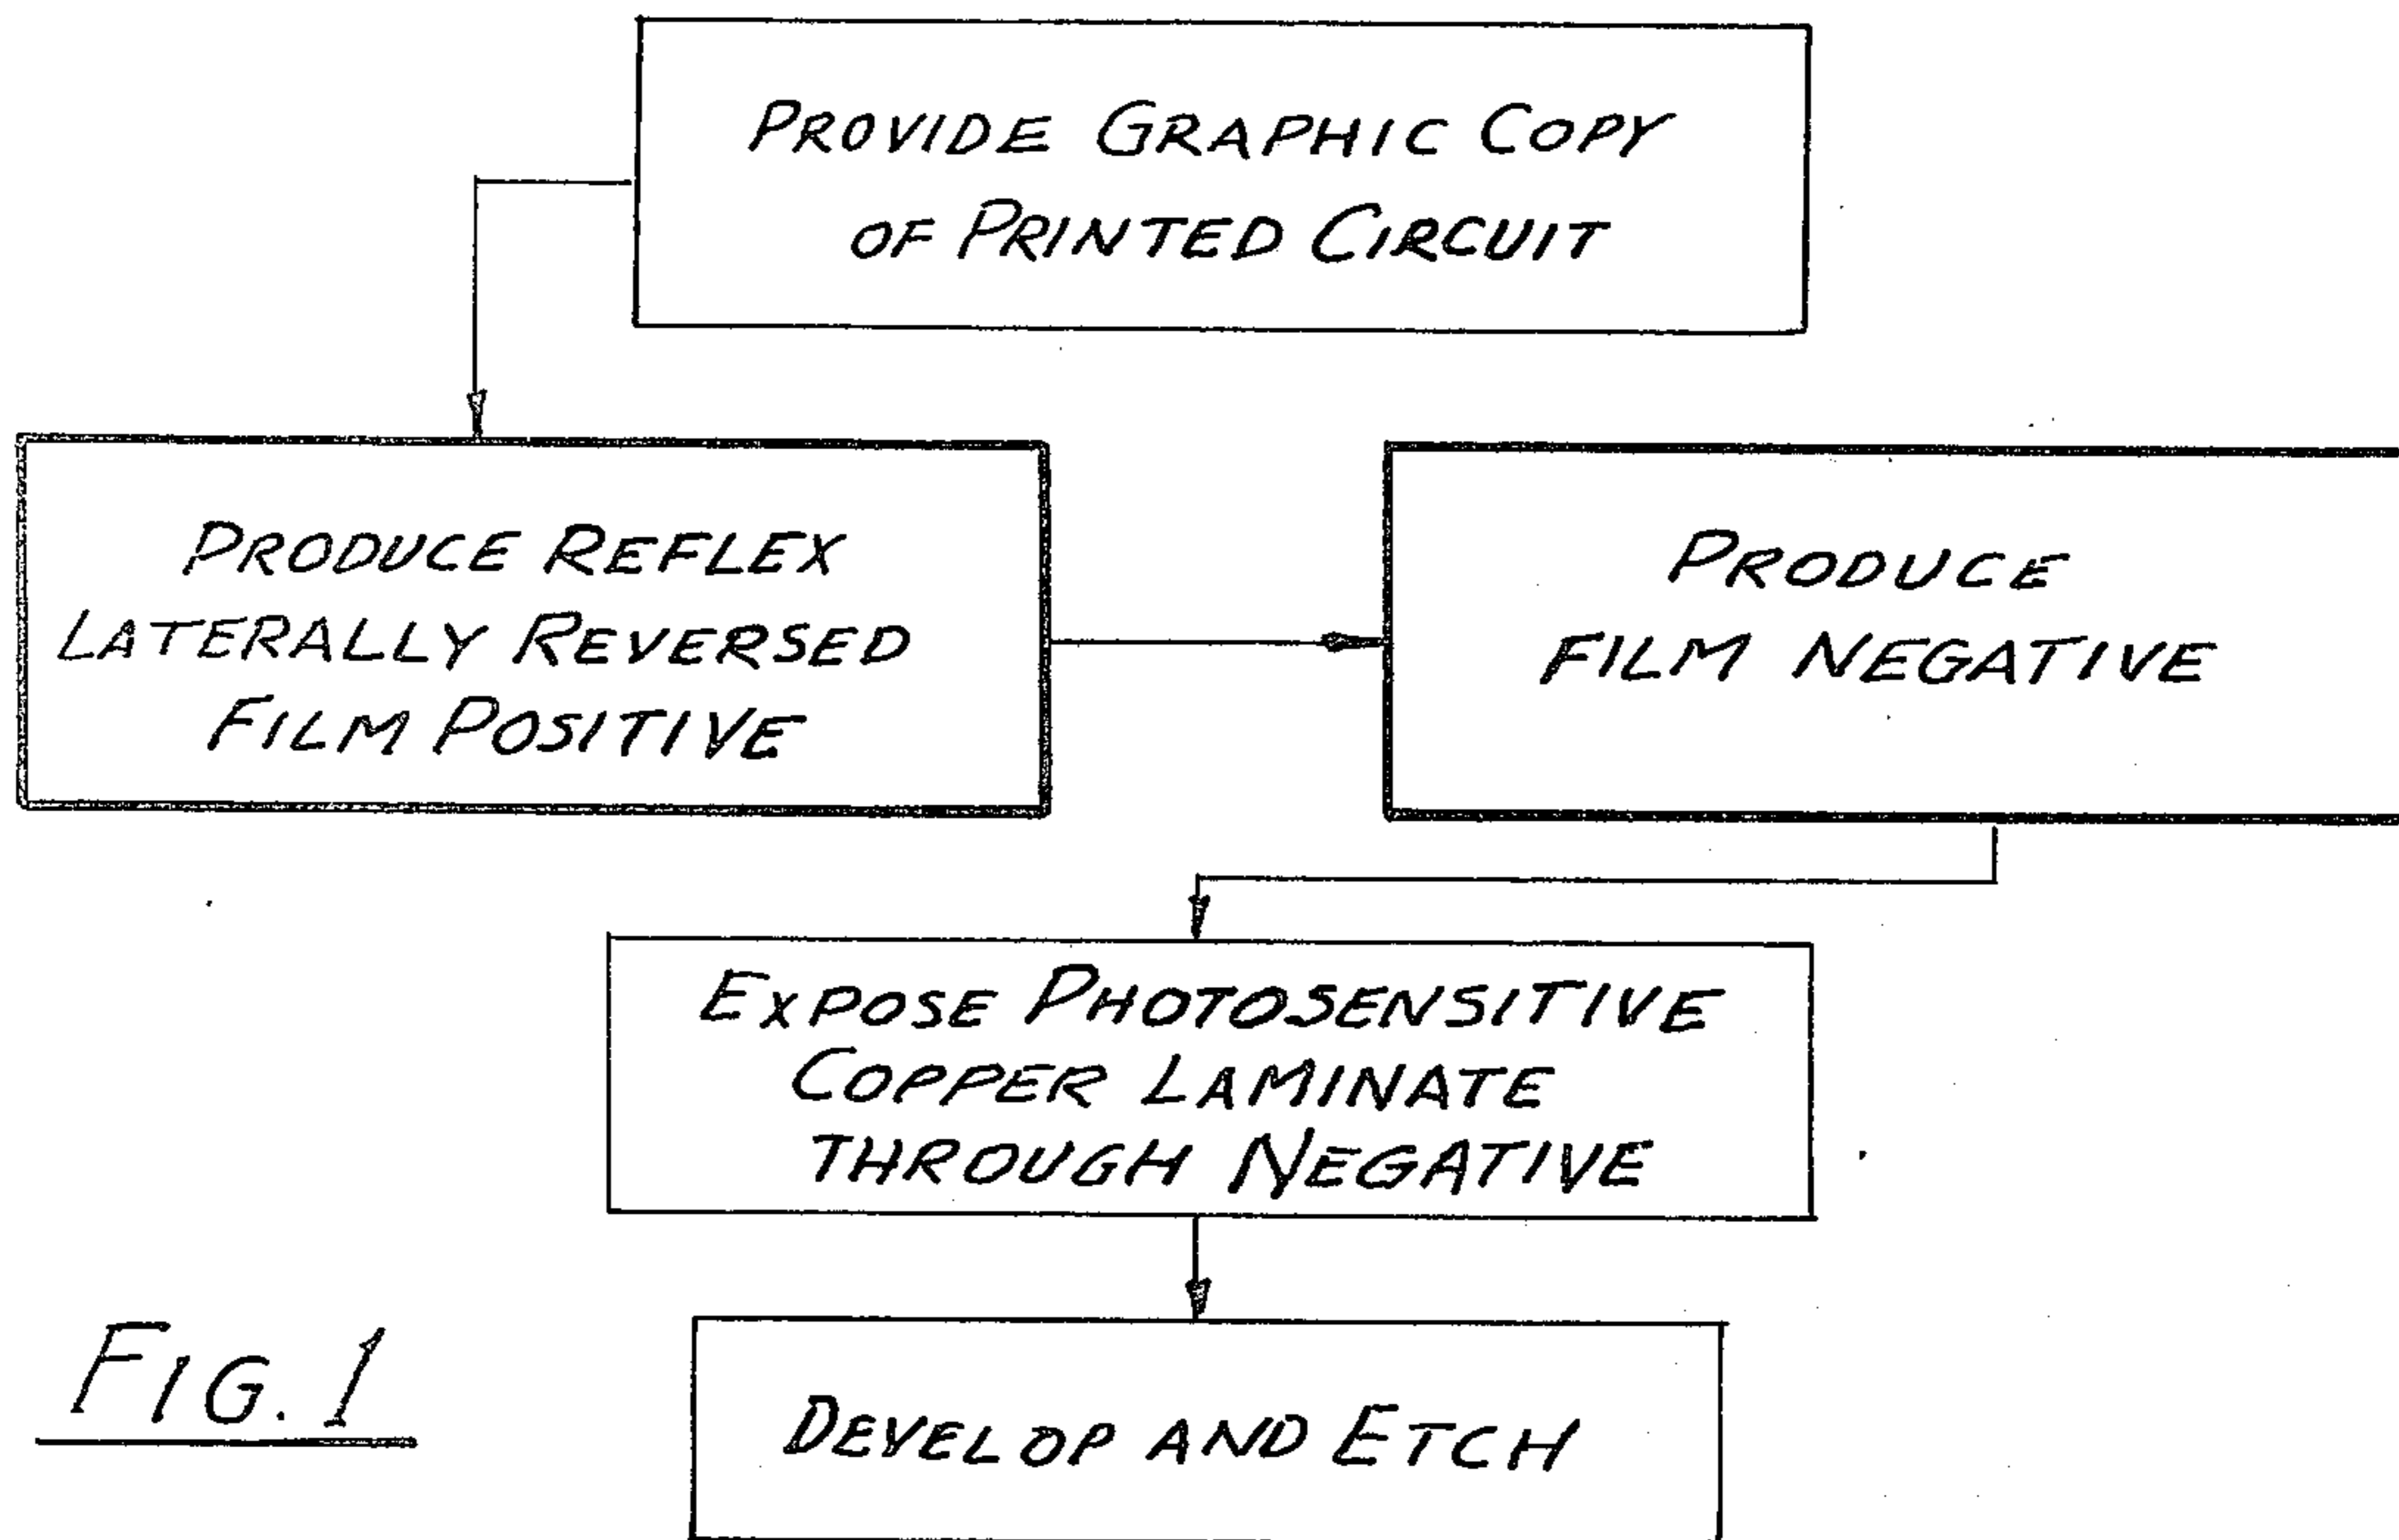 PROVIDE GRAPHIC COPY
OF PRINTED CIRCUIT
PRODUCE REFLEX
LATERALLY REVERSED
FILM POSITIVE
PRODUCE
FILM NEGATIVE
EXPOSE PHOTOSENSITIVE
COPPER LAMINATE
THROUGH NEGATIVE
DEVELOP AND ETCH
FIG. 1